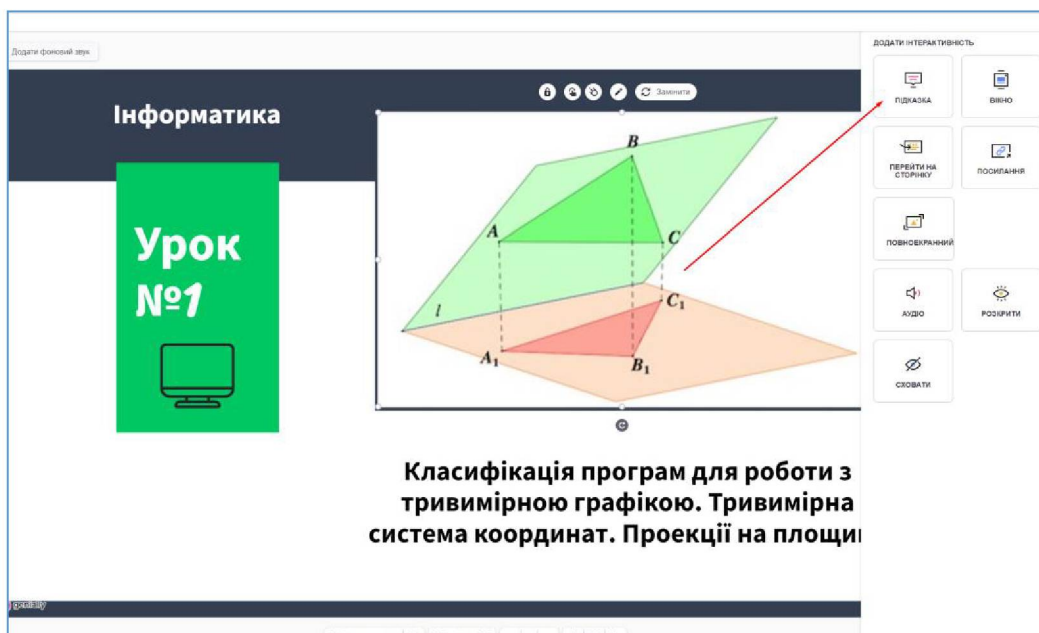 Додати фоновий звук
ДОДАТИ ІНТЕРАКТИВНІСТЬ
ПІДКАЗКА
ВІКНО
ПЕРЕЙТИ НА
СТОРІНКУ
ПОСИЛАННЯ
ПОВНОЕКРАННИЙ
АУДІО
РОЗКРИТИ
СХОВАТИ
Замінити
Інформатика
Урок
№1
B
A
C
l
C1
A1
B1
Класифікація програм для роботи з
тривимірною графікою. Тривимірна
система координат. Проекції на площи
genially